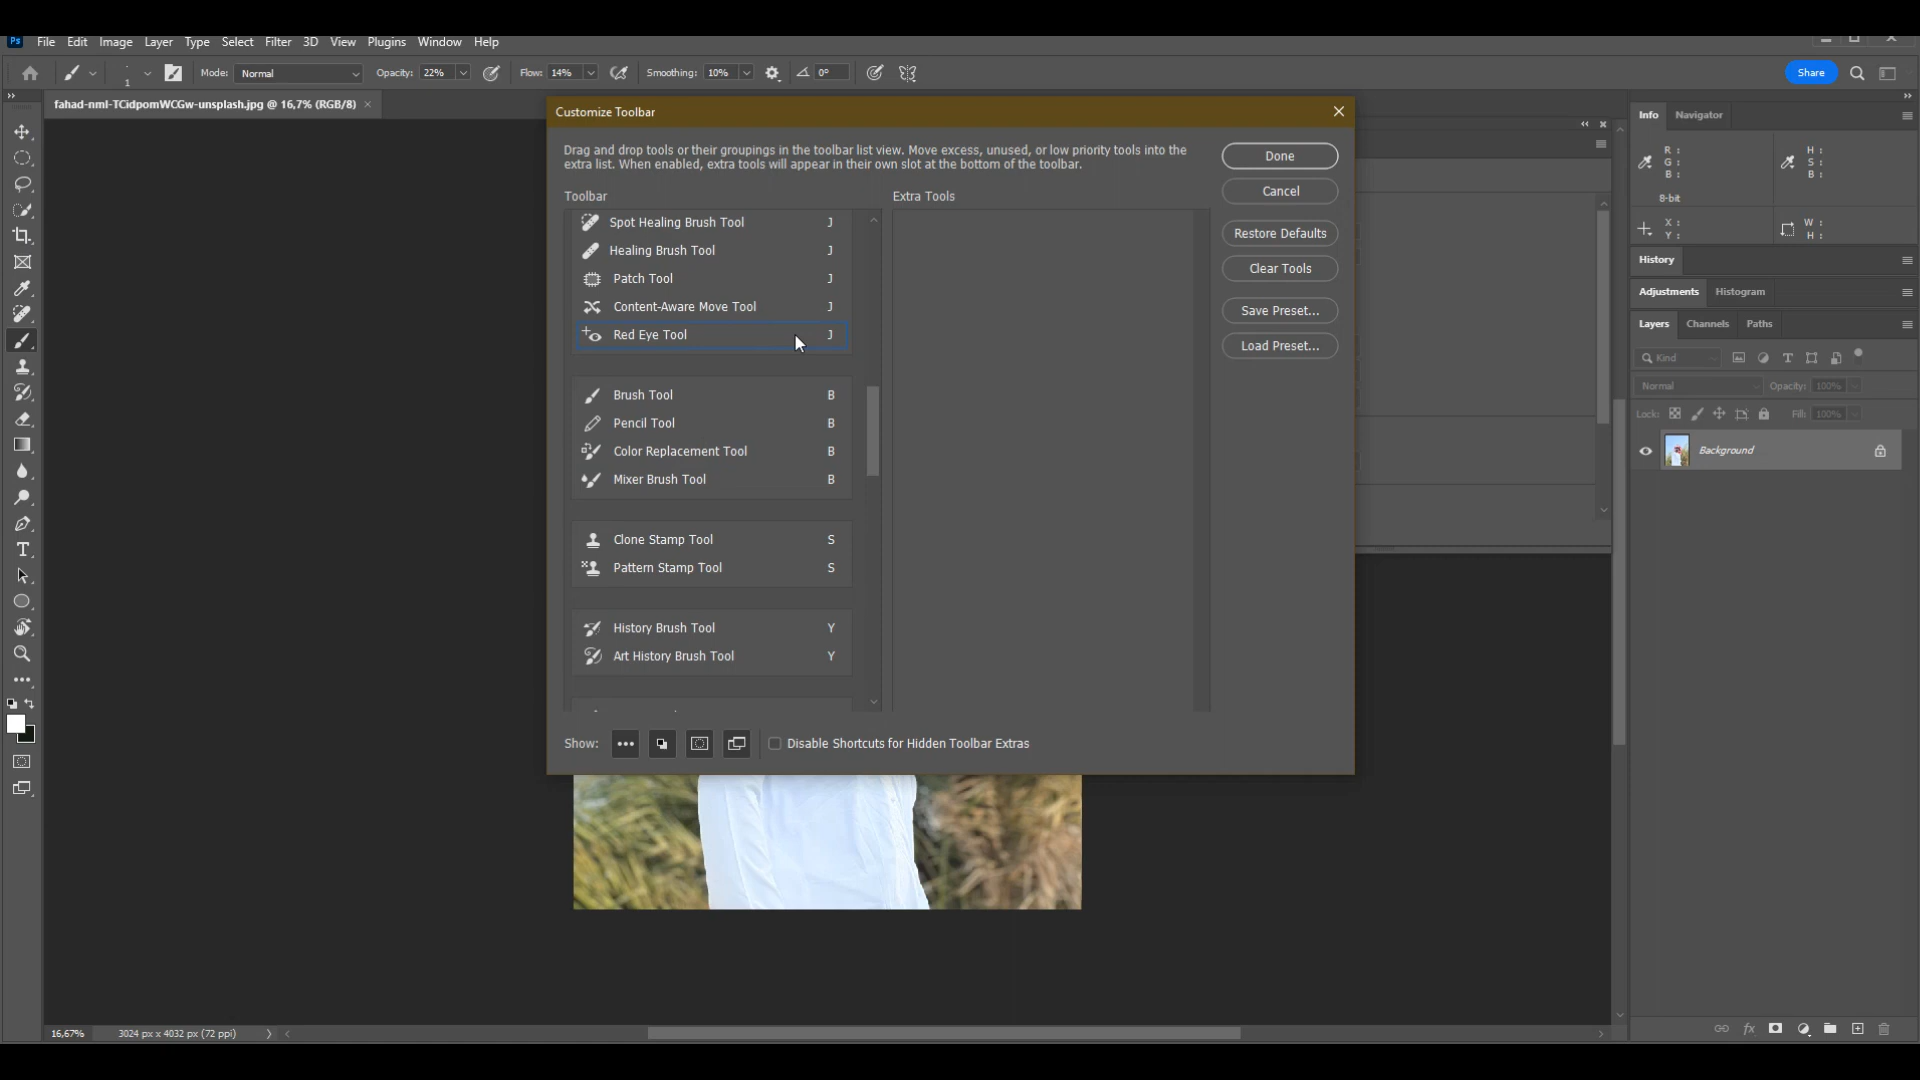 Ps File Edit Image Layer Type Select Filter 3D View Plugins Window Help
1 Mode: Normal Opacity: 22% Flow: 14% Smoothing: 10% 0° Share
fahad-nml-TCidpomWCGw-unsplash.jpg @ 16,7% (RGB/8)
Customize Toolbar
Drag and drop tools or their groupings in the toolbar list view. Move excess, unused, or low priority tools into the
extra list. When enabled, extra tools will appear in their own slot at the bottom of the toolbar.
Toolbar
Extra Tools
Spot Healing Brush Tool J
Healing Brush Tool J
Patch Tool J
Content-Aware Move Tool J
Red Eye Tool J
Brush Tool B
Pencil Tool B
Color Replacement Tool B
Mixer Brush Tool B
Clone Stamp Tool S
Pattern Stamp Tool S
History Brush Tool Y
Art History Brush Tool Y
Show:
Disable Shortcuts for Hidden Toolbar Extras
Done
Cancel
Restore Defaults
Clear Tools
Save Preset...
Load Preset...
Info Navigator
R : H :
G : S :
B : B :
8-bit
X : W :
Y : H :
History
Adjustments Histogram
Layers Channels Paths
Kind
Normal Opacity: 100%
Lock: Fill: 100%
Background
16,67% 3024 px x 4032 px (72 ppi)
fx